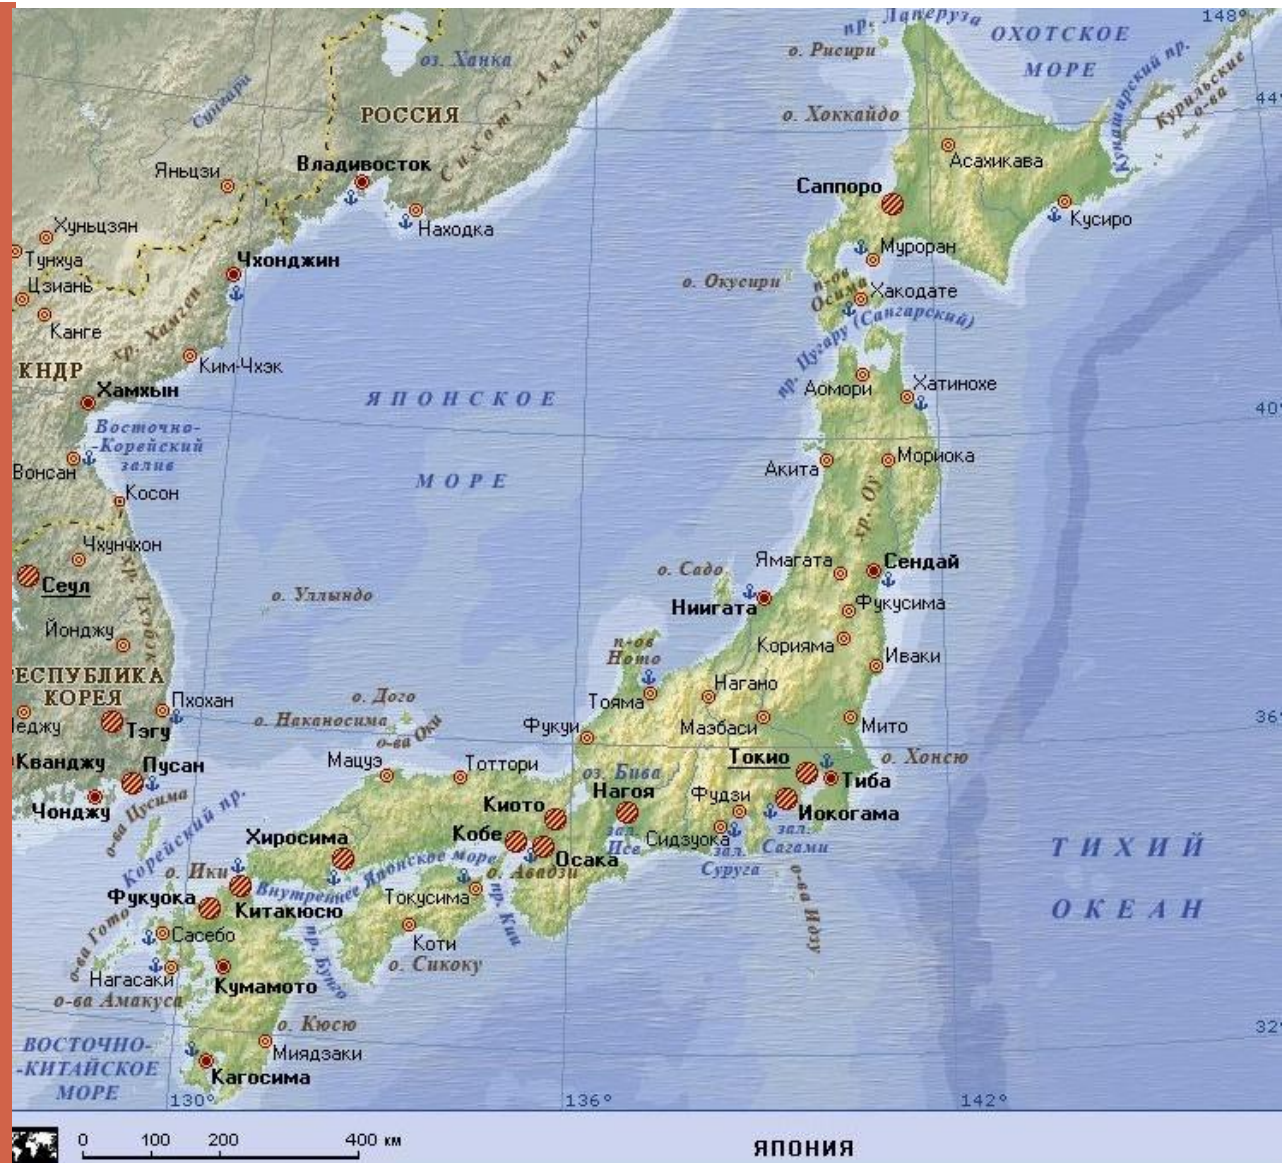 пр. Лаперуза
148°
ОХОТСКОЕ
МОРЕ
о. Рисири
оз. Ханка
Сунгари
РОССИЯ
Сихотэ-Алинь
Кунаширский пр.
Курильские
о-ва
44°
о. Хоккайдо
Асахикава
Владивосток
Яньцзи
Саппоро
Находка
Кусиро
Хуньцзян
Тунхуа
Чхонджин
Муроран
Цзиань
о. Окусири
п-ов
Осима
Хакодате
Канге
хр. Хамген
пр. Цугару (Сангарский)
Ким-Чхэк
КНДР
Хамхын
Аомори
Хатинохе
ЯПОНСКОЕ
МОРЕ
40°
Восточно-
-Корейский
залив
Вонсан
Акита
Мориока
Косон
хр. Оу
Чхунчхон
Ямагата
Сендай
Сеул
о. Садо
о. Уллындо
Ниигата
Фукусима
Йонджу
п-ов
Ното
Корияма
Иваки
ЕСПУБЛИКА
КОРЕЯ
Тояма
Нагано
Пхохан
о. Дого
о. Наканосима
о-ва Оки
Фукуи
Маэбаси
Мито
36°
еджу
Тэгу
Кванджу
Пусан
Мацуэ
Тоттори
оз. Бива
Токио
о. Хонсю
Тиба
Чонджу
о-ва Цусима
Корейский пр.
Киото
Нагоя
Фудзи
Иокогама
Хиросима
Кобе
зал.
Исе
Сидзуока
зал.
Сагами
Осака
зал.
Суруга
ТИХИЙ
ОКЕАН
о. Ики
Внутреннее Японское море
о. Авадзи
Фукуока
Китакюсю
Токусима
пр. Кии
о-ва Идзу
о-ва Гото
Сасебо
пр. Бунго
Коти
о. Сикоку
Нагасаки
Кумамото
о-ва Амакуса
о. Кюсю
32°
ВОСТОЧНО-
-КИТАЙСКОЕ
МОРЕ
Миядзаки
Кагосима
130°
136°
142°
0 100 200 400 км
ЯПОНИЯ